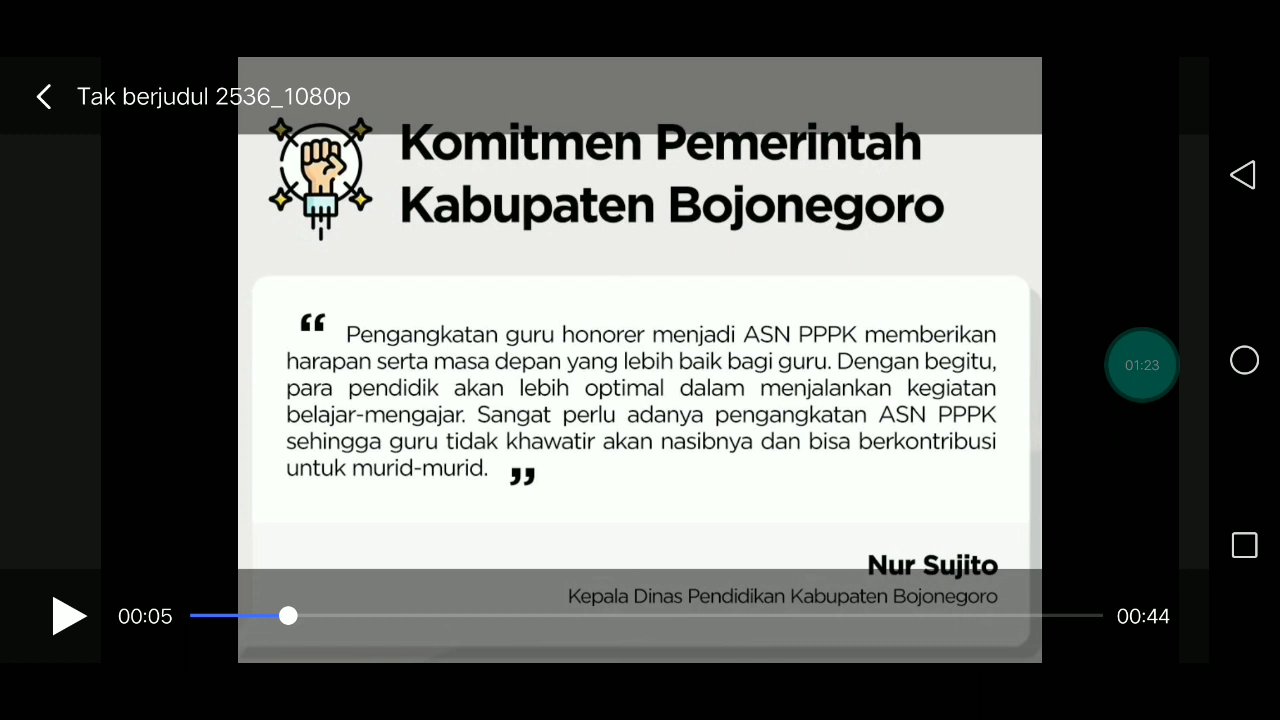 Tak berjudul 2536_1080p
Komitmen Pemerintah
Kabupaten Bojonegoro
“ Pengangkatan guru honorer menjadi ASN PPPK memberikan
harapan serta masa depan yang lebih baik bagi guru. Dengan begitu,
para pendidik akan lebih optimal dalam menjalankan kegiatan
belajar-mengajar. Sangat perlu adanya pengangkatan ASN PPPK
sehingga guru tidak khawatir akan nasibnya dan bisa berkontribusi
untuk murid-murid. ”
01:23
Nur Sujito
Kepala Dinas Pendidikan Kabupaten Bojonegoro
00:05
00:44